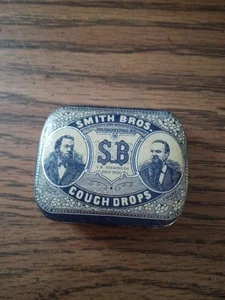 SMITH BROS.
S.B
COUGH DROPS